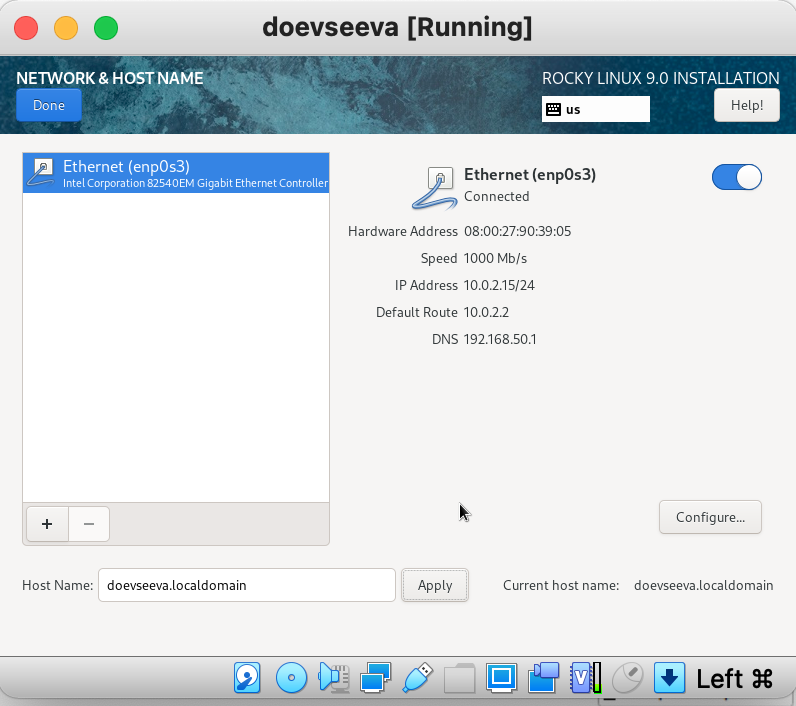 doevseeva [Running]
NETWORK & HOST NAME
ROCKY LINUX 9.0 INSTALLATION
Done
us
Help!
Ethernet (enp0s3)
Intel Corporation 82540EM Gigabit Ethernet Controller
Ethernet (enp0s3)
Connected
Hardware Address 08:00:27:90:39:05
Speed 1000 Mb/s
IP Address 10.0.2.15/24
Default Route 10.0.2.2
DNS 192.168.50.1
+ −
Configure...
Host Name: doevseeva.localdomain Apply Current host name: doevseeva.localdomain
Left ⌘